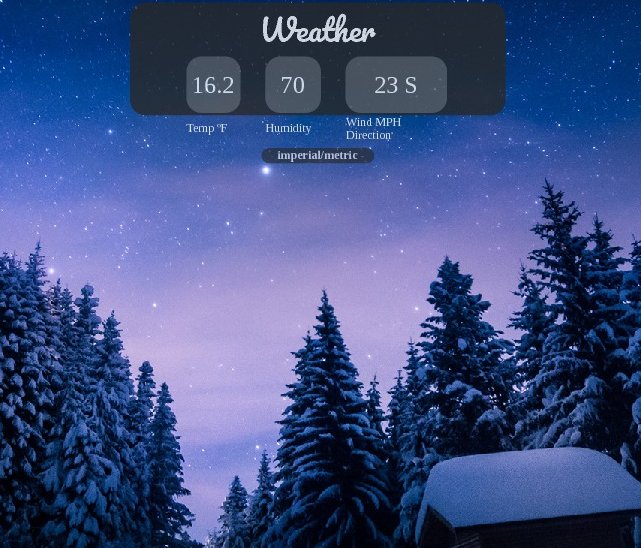 Weather
16.2 70 23 S
Temp °F Humidity Wind MPH
Direction
imperial/metric